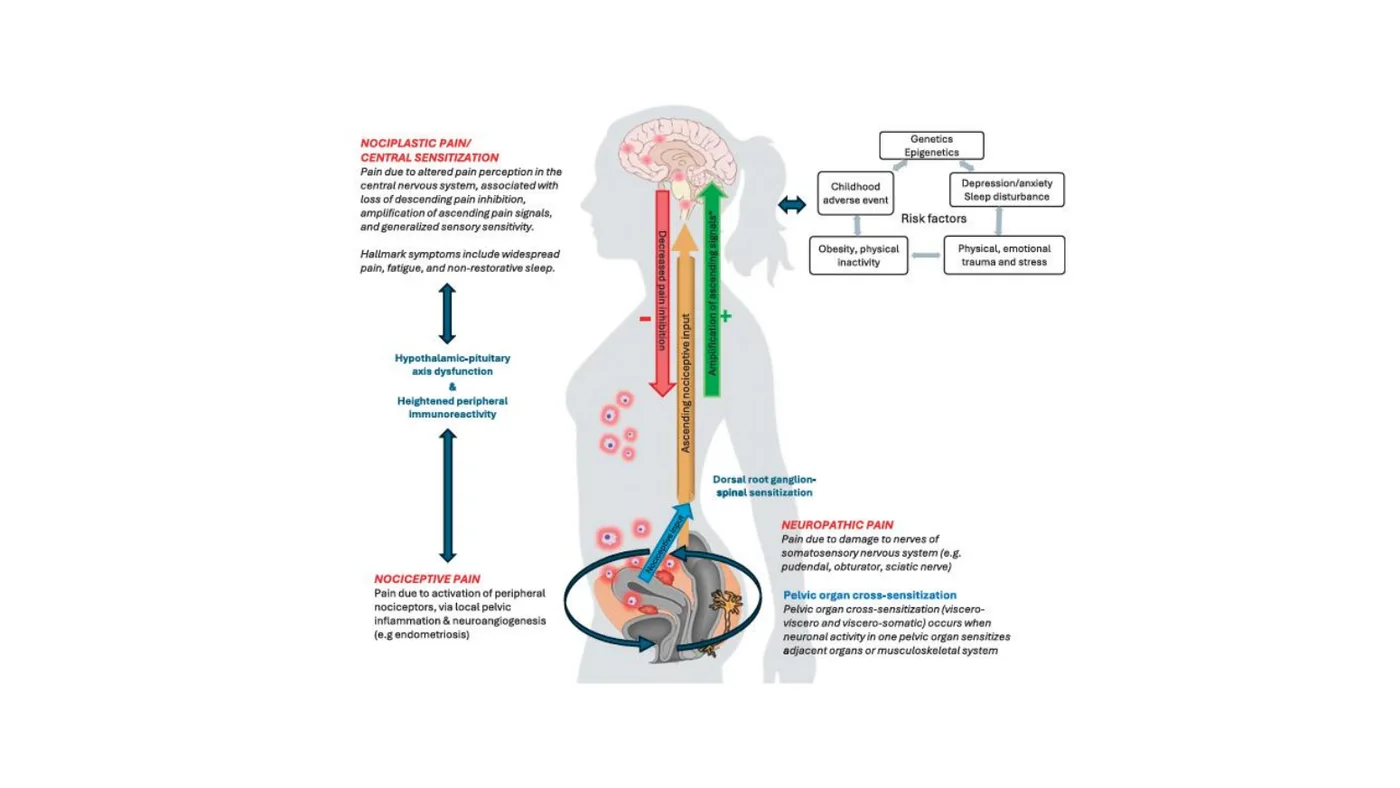 NOCIPLASTIC PAIN/
CENTRAL SENSITIZATION
Pain due to altered pain perception in the
central nervous system, associated with
loss of descending pain inhibition,
amplification of ascending pain signals,
and generalized sensory sensitivity.
Hallmark symptoms include widespread
pain, fatigue, and non-restorative sleep.
Hypothalamic-pituitary
axis dysfunction
&
Heightened peripheral
immunoreactivity
NOCICEPTIVE PAIN
Pain due to activation of peripheral
nociceptors, via local pelvic
inflammation & neuroangiogenesis
(e.g endometriosis)
Decreased pain inhibition
-
Ascending nociceptive input
Amplification of ascending signals*
+
Nociceptive input
Genetics
Epigenetics
Childhood
adverse event
Depression/anxiety
Sleep disturbance
Risk factors
Obesity, physical
inactivity
Physical, emotional
trauma and stress
Dorsal root ganglion-
spinal sensitization
NEUROPATHIC PAIN
Pain due to damage to nerves of
somatosensory nervous system (e.g.
pudendal, obturator, sciatic nerve)
Pelvic organ cross-sensitization
Pelvic organ cross-sensitization (viscero-
viscero and viscero-somatic) occurs when
neuronal activity in one pelvic organ sensitizes
adjacent organs or musculoskeletal system